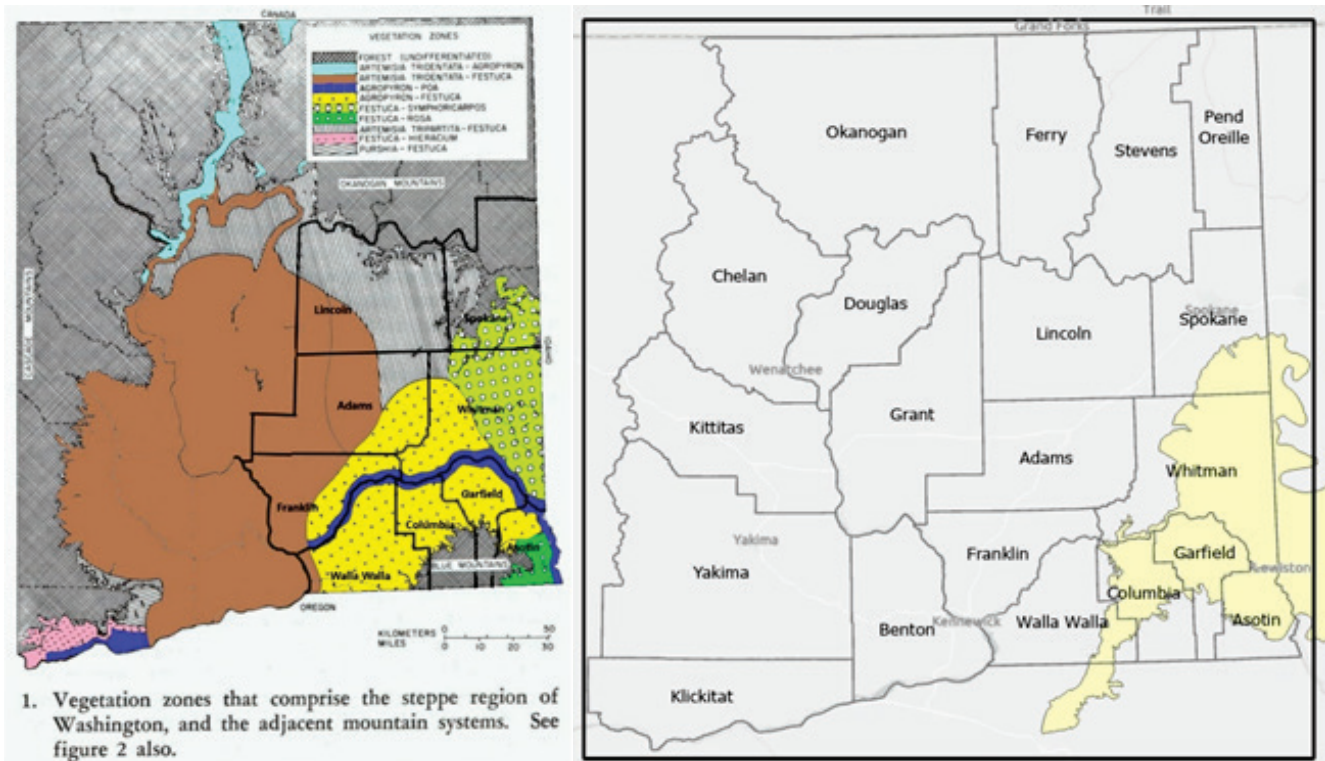 CANADA
VEGETATION ZONES
FOREST (UNDIFFERENTIATED)
ARTEMISIA TRIDENTATA-AGROPYRON
ARTEMISIA TRIDENTATA-FESTUCA
AGROPYRON-POA
AGROPYRON-FESTUCA
FESTUCA-SYMPHORICARPOS
FESTUCA-ROSA
ARTEMISIA TRIPARTITA-FESTUCA
FESTUCA-HIERACIUM
PURSHIA-FESTUCA
OKANOGAN MOUNTAINS
CASCADE MOUNTAINS
Lincoln
Spokane
IDAHO
Adams
Whitman
Franklin
Garfield
Columbia
Asotin
BLUE MOUNTAINS
Walla Walla
OREGON
KILOMETERS 0 50
MILES 0 10 20 30
1. Vegetation zones that comprise the steppe region of
Washington, and the adjacent mountain systems. See
figure 2 also.
Trail
Grand Forks
Okanogan
Ferry
Stevens
Pend
Oreille
Chelan
Douglas
Lincoln
Spokane
Spokane
Wenatchee
Kittitas
Grant
Adams
Whitman
Yakima
Yakima
Franklin
Garfield
Lewiston
Columbia
Benton
Kennewick
Walla Walla
Asotin
Klickitat